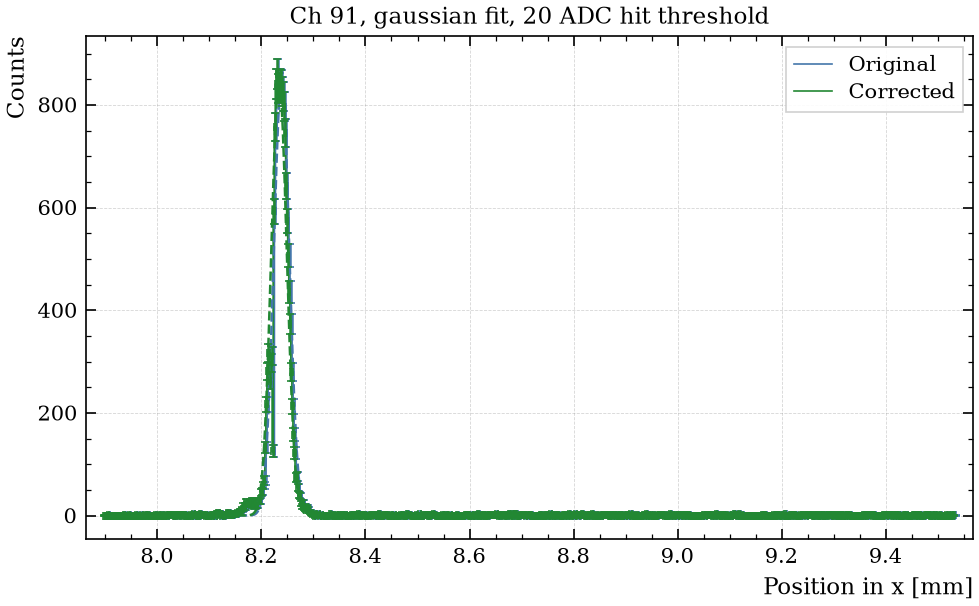 Ch 91, gaussian fit, 20 ADC hit threshold
Counts
Original
Corrected
800
600
400
200
0
8.0 8.2 8.4 8.6 8.8 9.0 9.2 9.4
Position in x [mm]